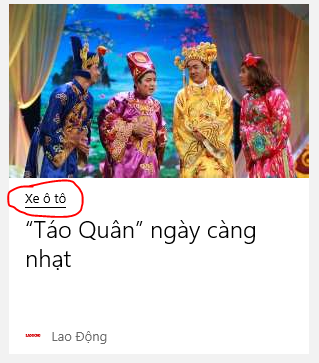 Xe ô tô
“Táo Quân” ngày càng
nhạt
Lao Động